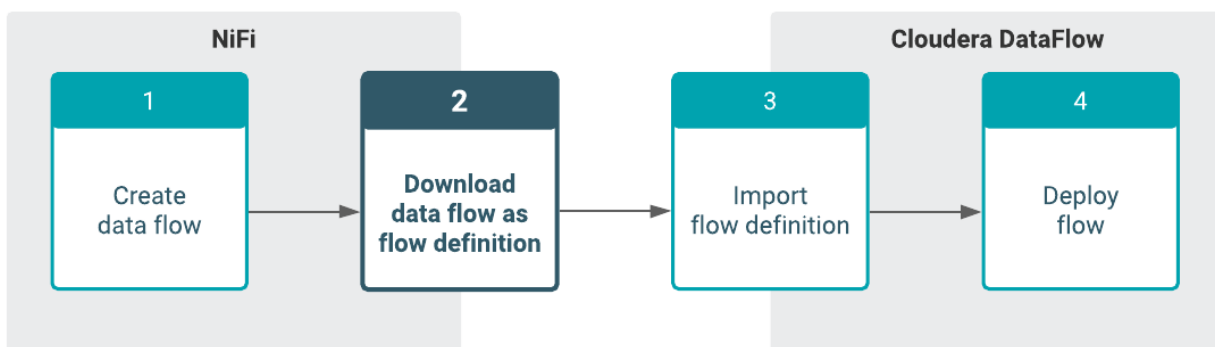 NiFi
Cloudera DataFlow
1
2
3
4
Create
data flow
Download
data flow as
flow definition
Import
flow definition
Deploy
flow